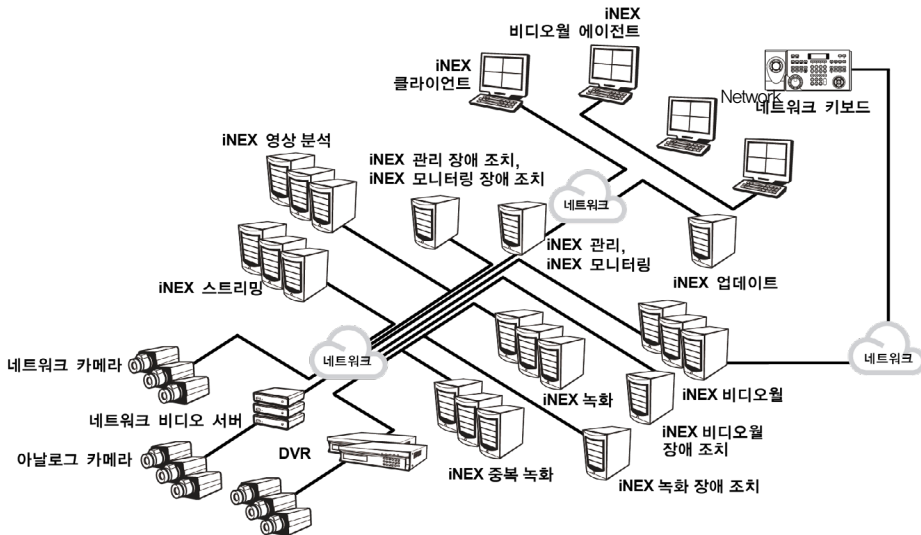 iNEX
비디오월 에이전트
iNEX
클라이언트
Network
네트워크 키보드
iNEX 영상 분석
iNEX 관리 장애 조치,
iNEX 모니터링 장애 조치
네트워크
iNEX 관리,
iNEX 모니터링
iNEX 업데이트
iNEX 스트리밍
네트워크 카메라
네트워크
네트워크
iNEX 녹화
iNEX 비디오월
네트워크 비디오 서버
iNEX 비디오월
장애 조치
아날로그 카메라
DVR
iNEX 중복 녹화
iNEX 녹화 장애 조치